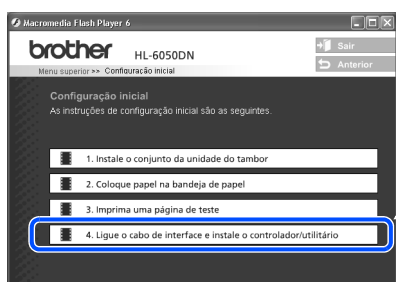 Macromedia Flash Player 6
brother HL-6050DN
Sair
Anterior
Menu superior >> Configuração inicial
Configuração inicial
As instruções de configuração inicial são as seguintes.
1. Instale o conjunto da unidade do tambor
2. Coloque papel na bandeja de papel
3. Imprima uma página de teste
4. Ligue o cabo de interface e instale o controlador/utilitário